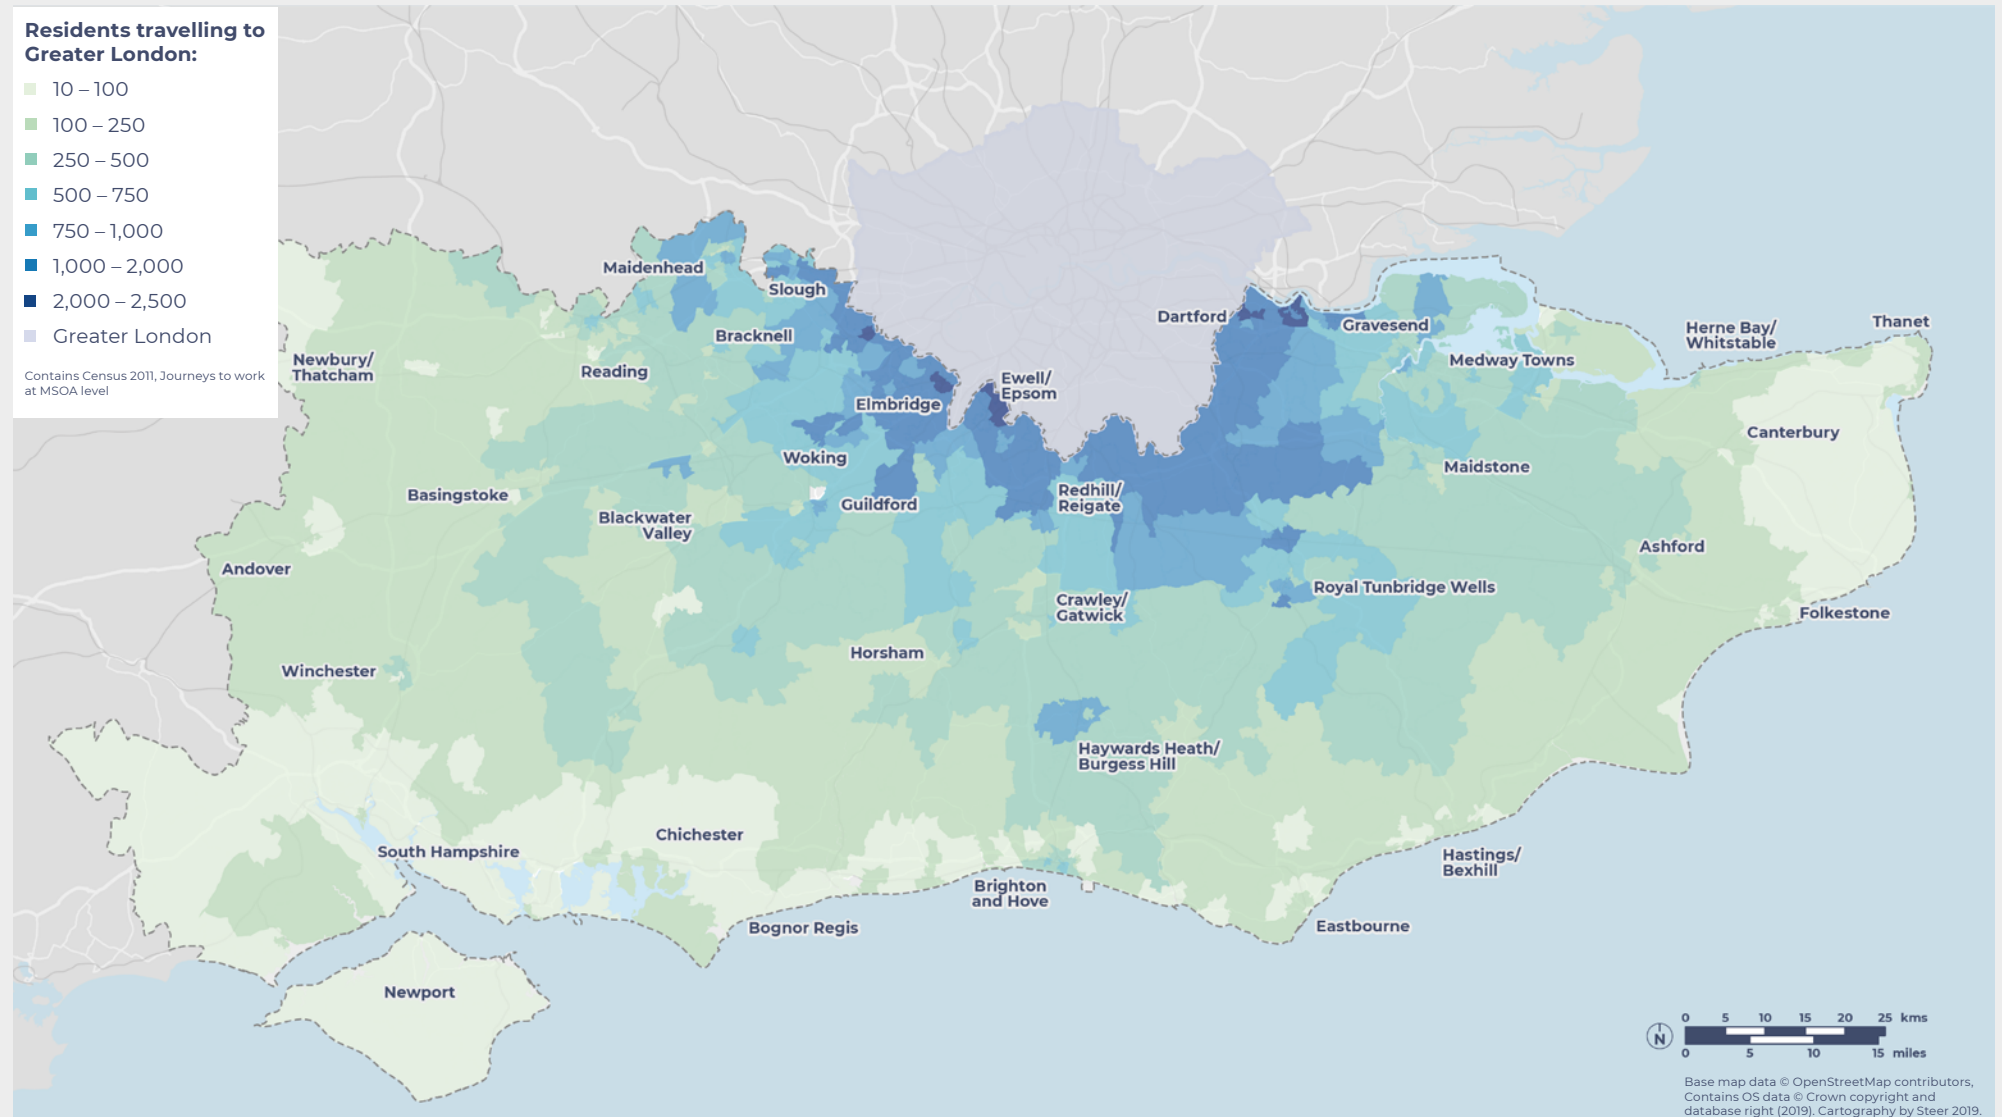 Residents travelling to
Greater London:
10 – 100
100 – 250
250 – 500
500 – 750
750 – 1,000
1,000 – 2,000
2,000 – 2,500
Greater London
Contains Census 2011, Journeys to work
at MSOA level
Maidenhead
Slough
Bracknell
Newbury/
Thatcham
Reading
Dartford
Gravesend
Herne Bay/
Whitstable
Thanet
Medway Towns
Ewell/
Epsom
Elmbridge
Canterbury
Woking
Maidstone
Basingstoke
Guildford
Redhill/
Reigate
Blackwater
Valley
Ashford
Andover
Royal Tunbridge Wells
Crawley/
Gatwick
Folkestone
Horsham
Winchester
Haywards Heath/
Burgess Hill
Chichester
South Hampshire
Hastings/
Bexhill
Brighton
and Hove
Bognor Regis
Eastbourne
Newport
0 5 10 15 20 25 kms
N
0 5 10 15 miles
Base map data © OpenStreetMap contributors,
Contains OS data © Crown copyright and
database right (2019). Cartography by Steer 2019.